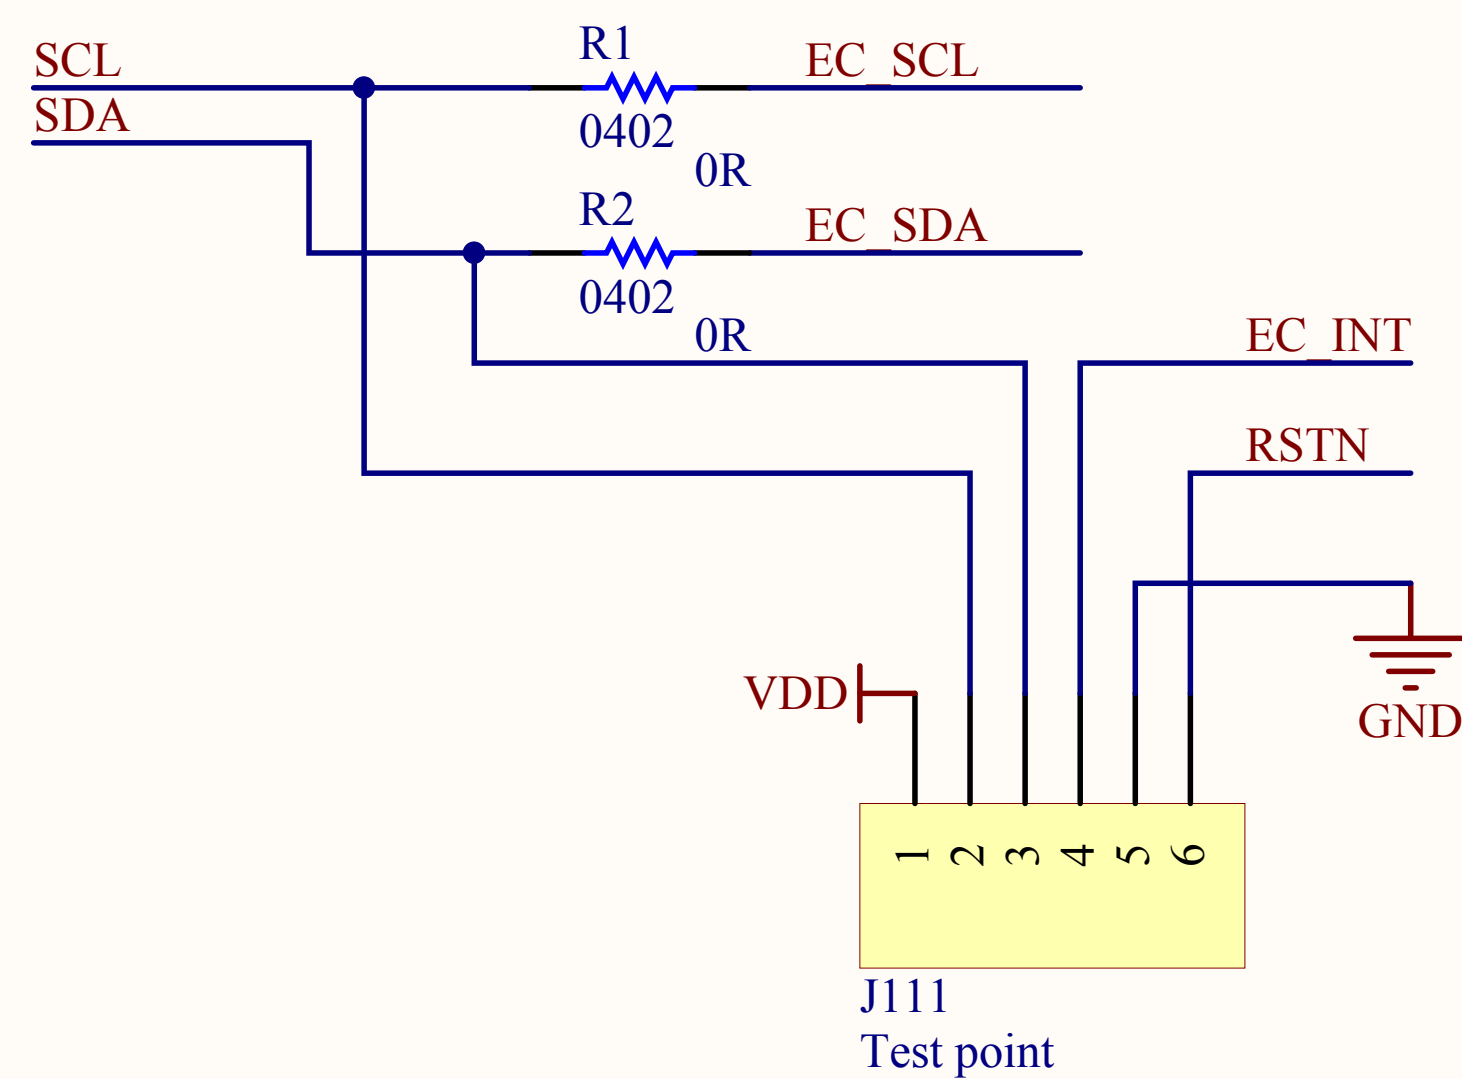 R1
SCL
EC_SCL
SDA
0402
0R
R2
EC_SDA
0402
0R
EC_INT
RSTN
VDD
GND
1 2 3 4 5 6
J111
Test point